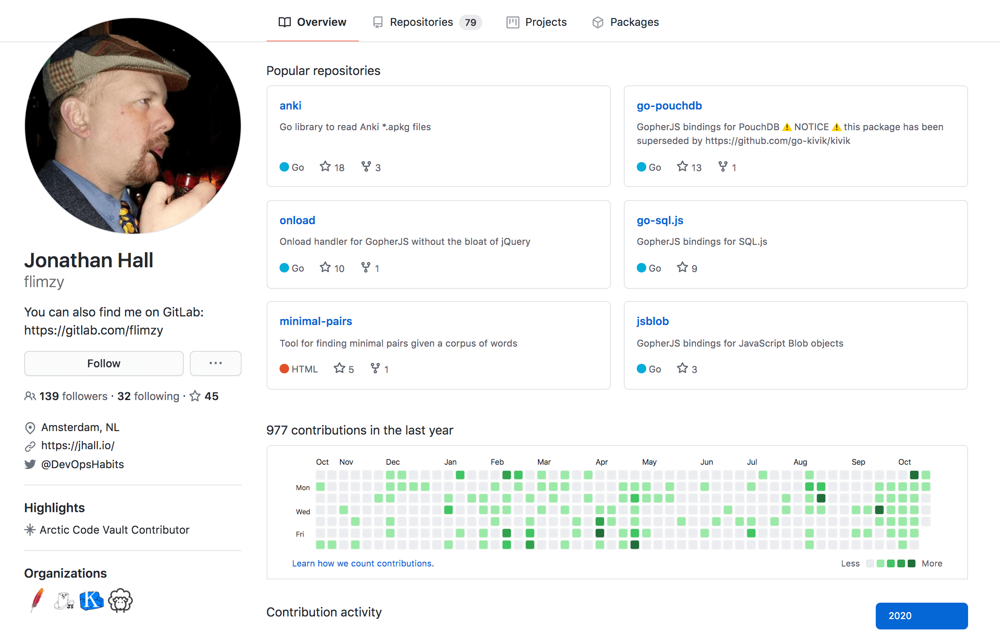 Overview
Repositories 79
Projects
Packages
Jonathan Hall
flimzy
You can also find me on GitLab:
https://gitlab.com/flimzy
Follow
139 followers · 32 following · 45
Amsterdam, NL
https://jhall.io/
@DevOpsHabits
Highlights
Arctic Code Vault Contributor
Organizations
JS
K
Popular repositories
anki
Go library to read Anki *.apkg files
Go 18 3
go-pouchdb
GopherJS bindings for PouchDB ⚠️ NOTICE ⚠️ this package has been
superseded by https://github.com/go-kivik/kivik
Go 13 1
onload
Onload handler for GopherJS without the bloat of jQuery
Go 10 1
go-sql.js
GopherJS bindings for SQL.js
Go 9
minimal-pairs
Tool for finding minimal pairs given a corpus of words
HTML 5 1
jsblob
GopherJS bindings for JavaScript Blob objects
Go 3
977 contributions in the last year
Oct Nov Dec Jan Feb Mar Apr May Jun Jul Aug Sep Oct
Mon
Wed
Fri
Learn how we count contributions.
Less More
Contribution activity
2020